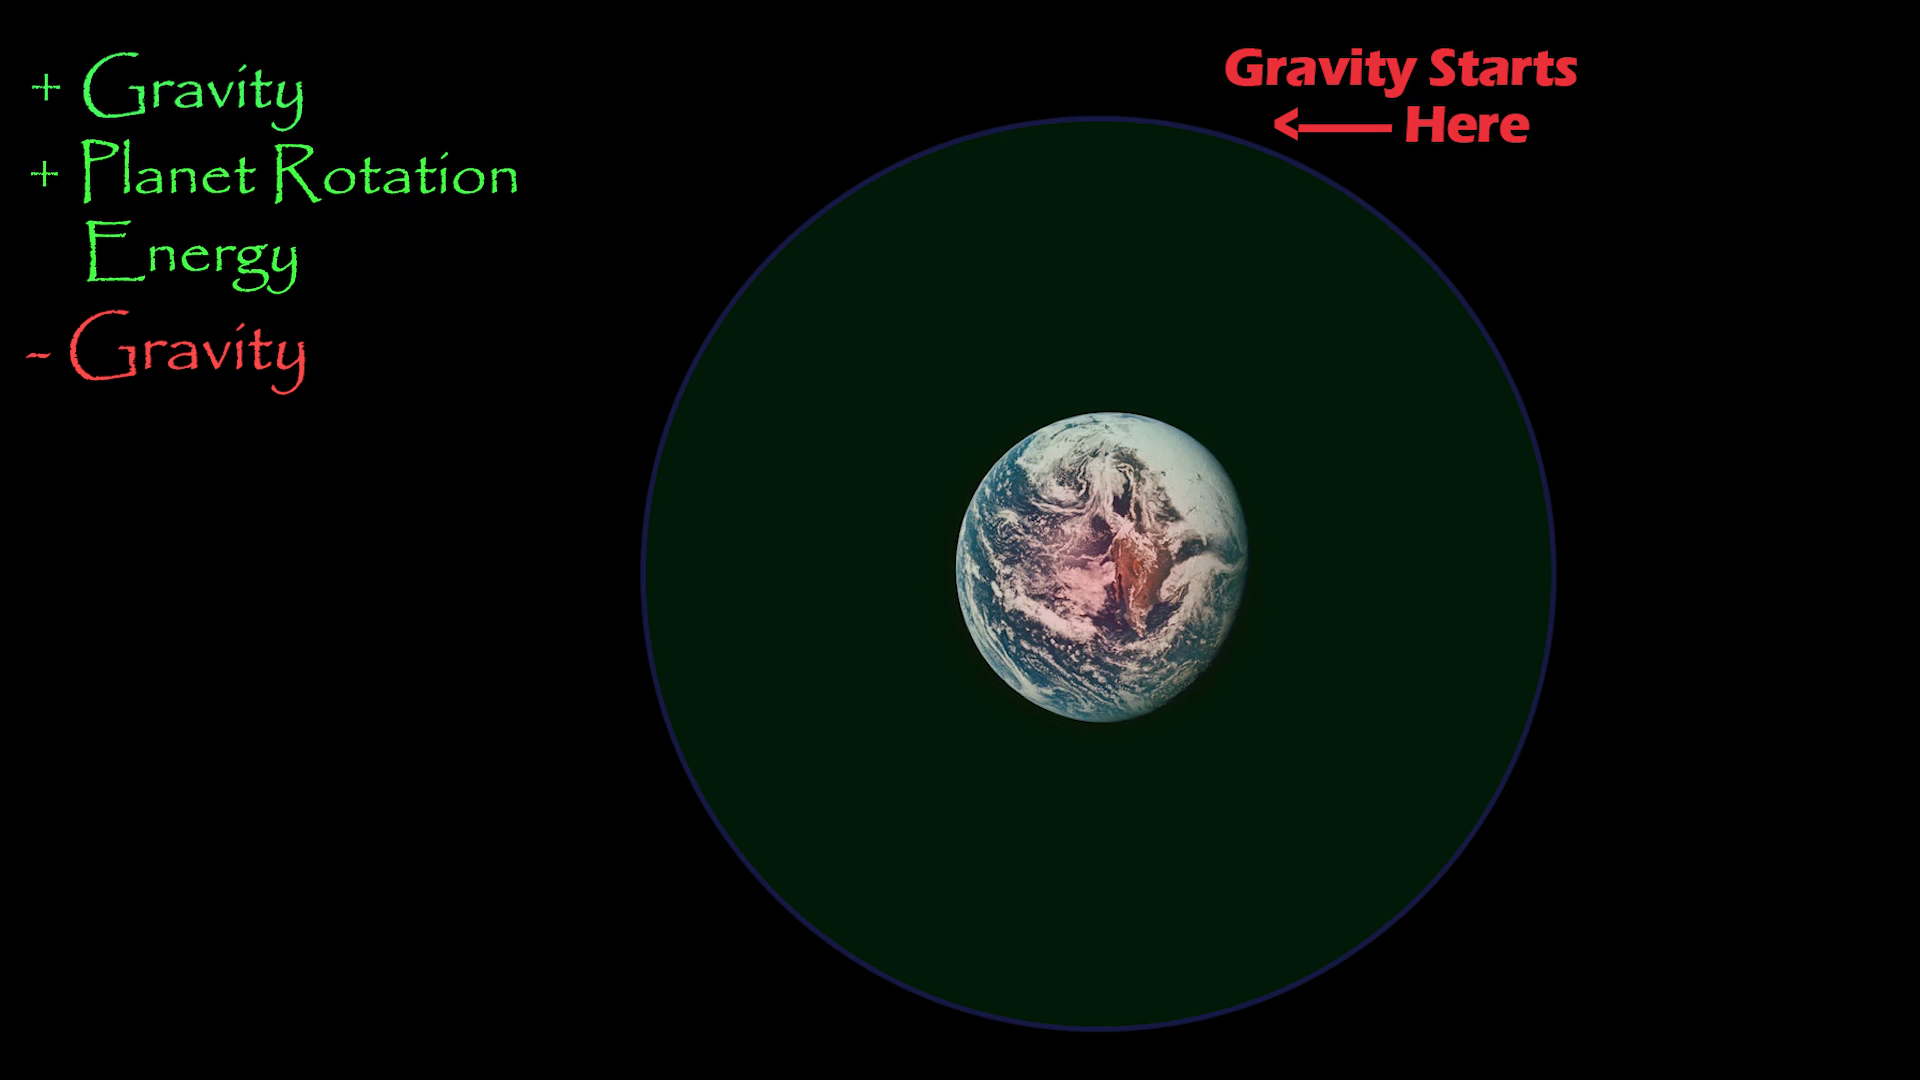 + Gravity
+ Planet Rotation
Energy
- Gravity
Gravity Starts
<—— Here